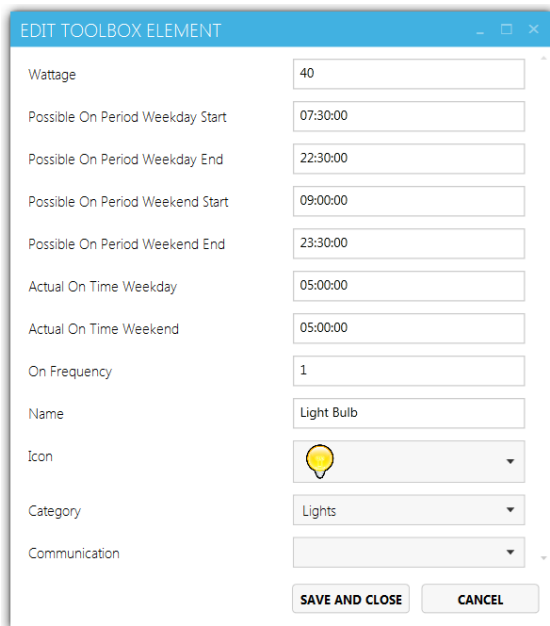 EDIT TOOLBOX ELEMENT
Wattage 40
Possible On Period Weekday Start 07:30:00
Possible On Period Weekday End 22:30:00
Possible On Period Weekend Start 09:00:00
Possible On Period Weekend End 23:30:00
Actual On Time Weekday 05:00:00
Actual On Time Weekend 05:00:00
On Frequency 1
Name Light Bulb
Icon
Category Lights
Communication
SAVE AND CLOSE CANCEL